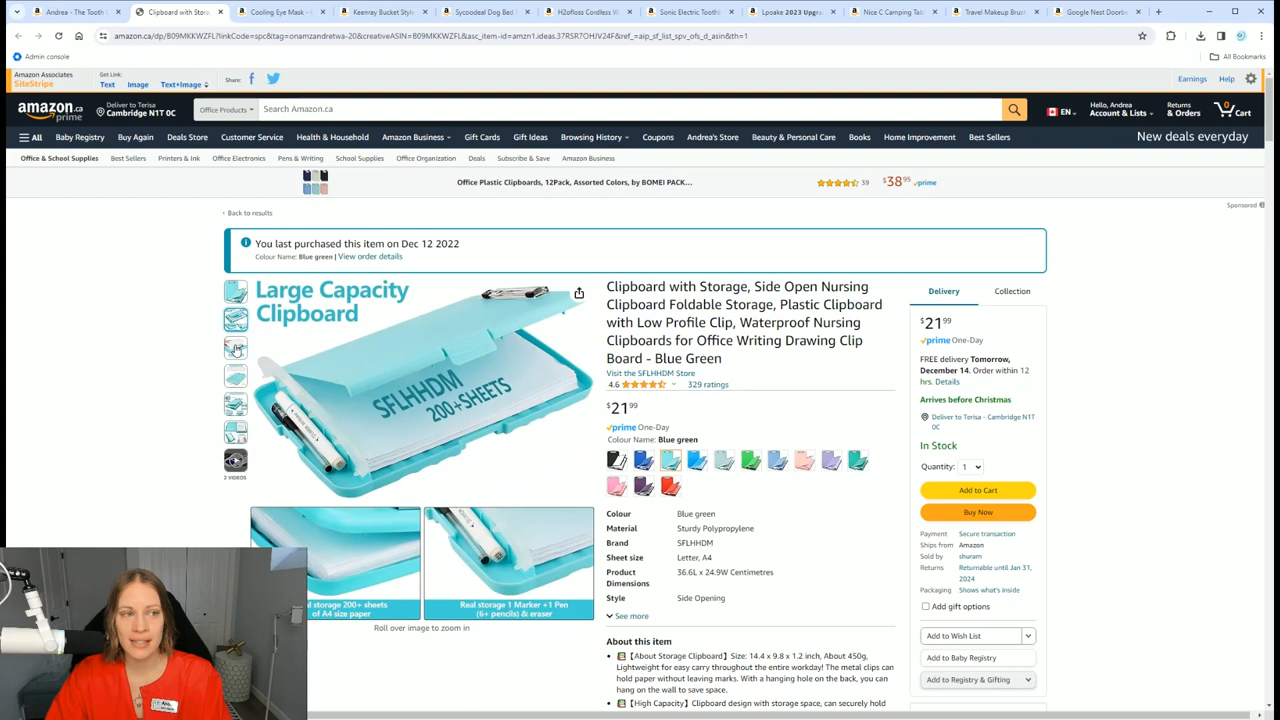 Andrea - The Tooth
Clipboard with Stora
Cooling Eye Mask -
Keenray Bucket Style
Sycoodeal Dog Bed
H2ofloss Cordless W
Sonic Electric Tooth
Lpoake 2023 Upgra
Nice C Camping Tab
Travel Makeup Brus
Google Nest Doorbe
amazon.ca/dp/B09MKKWZFL?linkCode=spc&tag=onamzandretwa-20&creativeASIN=B09MKKWZFL&asc_item-id=amzn1.ideas.37RSR7OHJV24F&ref_=aip_sf_list_spv_ofs_d_asin&th=1
Admin console
All Bookmarks
Amazon Associates
SiteStripe
Get Link:
Text Image Text+Image
Share:
Earnings Help
amazon.ca
prime
Deliver to Terisa
Cambridge N1T 0C
Office Products
Search Amazon.ca
EN
Hello, Andrea
Account & Lists
Returns
& Orders
0
Cart
All Baby Registry Buy Again Deals Store Customer Service Health & Household Amazon Business Gift Cards Gift Ideas Browsing History Coupons Andrea's Store Beauty & Personal Care Books Home Improvement Best Sellers
New deals everyday
Office & School Supplies Best Sellers Printers & Ink Office Electronics Pens & Writing School Supplies Office Organization Deals Subscribe & Save Amazon Business
Office Plastic Clipboards, 12Pack, Assorted Colors, by BOMEI PACK...
39
$38.95 prime
Sponsored
Back to results
You last purchased this item on Dec 12 2022
Colour Name: Blue green | View order details
2 VIDEOS
Large Capacity
Clipboard
SFLHHDM
200+SHEETS
l storage 200+ sheets
of A4 size paper
Real storage 1 Marker +1 Pen
(6+ pencils) & eraser
Roll over image to zoom in
Clipboard with Storage, Side Open Nursing
Clipboard Foldable Storage, Plastic Clipboard
with Low Profile Clip, Waterproof Nursing
Clipboards for Office Writing Drawing Clip
Board - Blue Green
Visit the SFLHHDM Store
4.6 329 ratings
$21.99
prime One-Day
Colour Name: Blue green
Colour Blue green
Material Sturdy Polypropylene
Brand SFLHHDM
Sheet size Letter, A4
Product
Dimensions
36.6L x 24.9W Centimetres
Style Side Opening
See more
About this item
【About Storage Clipboard】Size: 14.4 x 9.8 x 1.2 inch, About 450g,
Lightweight for easy carry throughout the entire workday! The metal clips can
hold paper without leaving marks. With a hanging hole on the back, you can
hang on the wall to save space.
【High Capacity】Clipboard design with storage space, can securely hold
Delivery Collection
$21.99
prime One-Day
FREE delivery Tomorrow,
December 14. Order within 12
hrs. Details
Arrives before Christmas
Deliver to Terisa - Cambridge N1T
0C
In Stock
Quantity: 1
Add to Cart
Buy Now
Payment Secure transaction
Ships from Amazon
Sold by shuram
Returns Returnable until Jan 31,
2024
Packaging Shows what's inside
Add gift options
Add to Wish List
Add to Baby Registry
Add to Registry & Gifting